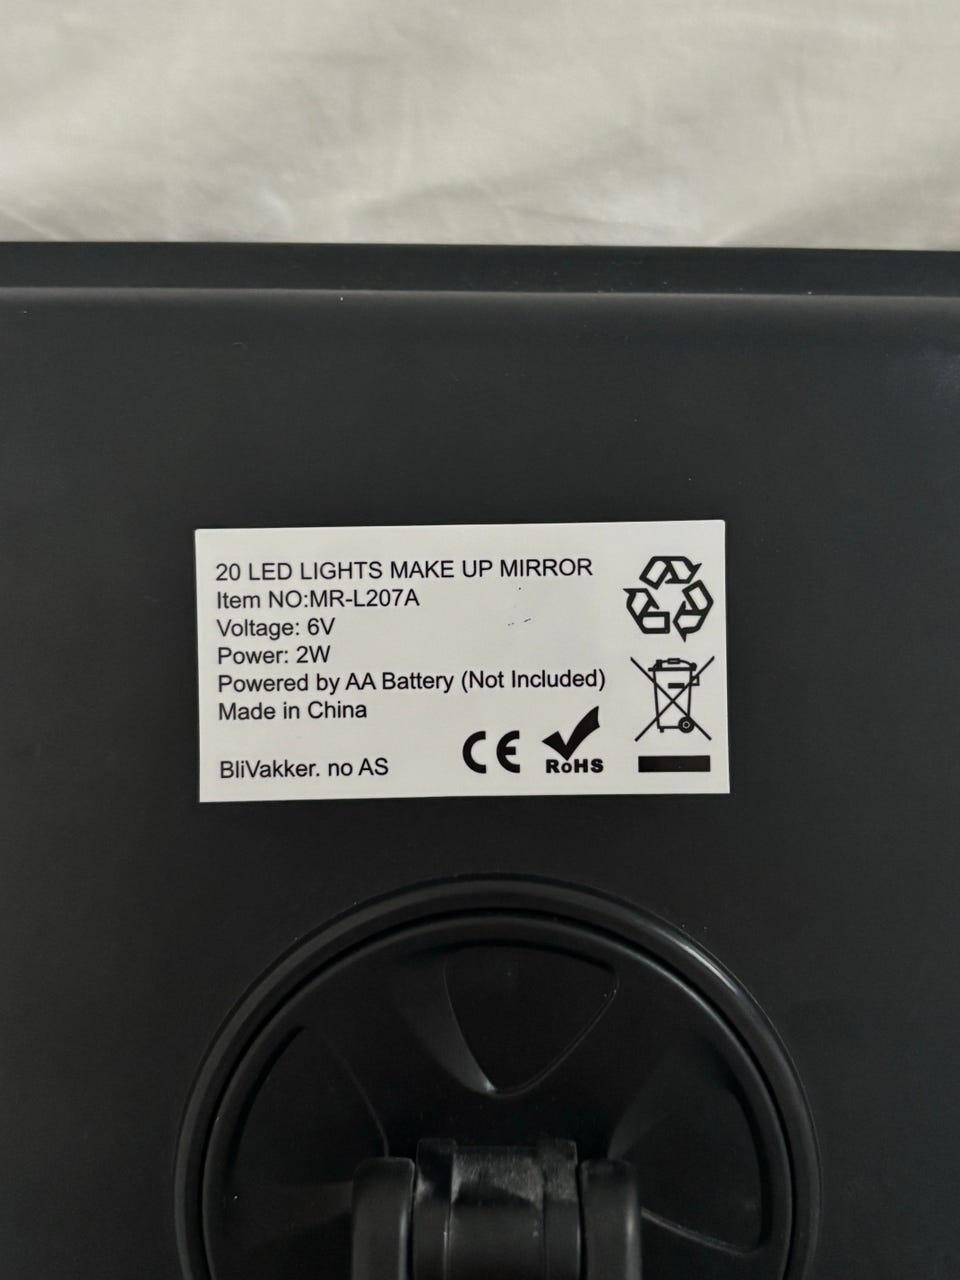 20 LED LIGHTS MAKE UP MIRROR
Item NO:MR-L207A
Voltage: 6V
Power: 2W
Powered by AA Battery (Not Included)
Made in China
BliVakker. no AS
CE
RoHS